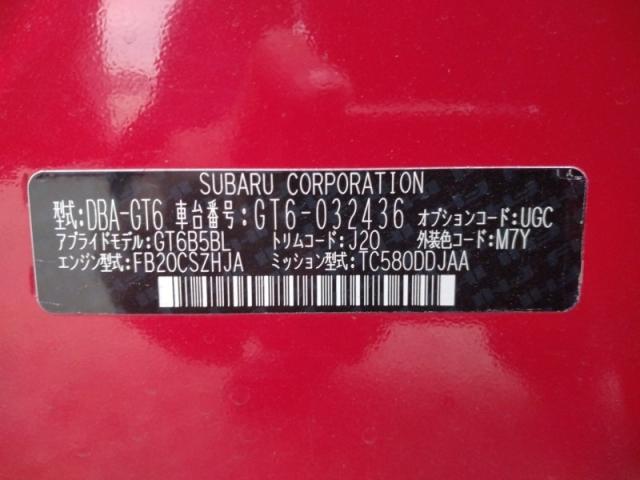 SUBARU CORPORATION
型式:DBA-GT6 車台番号:GT6-032436 オプションコード:UGC
アプライドモデル:GT6B5BL トリムコード:J20 外装色コード:M7Y
エンジン型式:FB20CSZHJA ミッション型式:TC580DDJAA